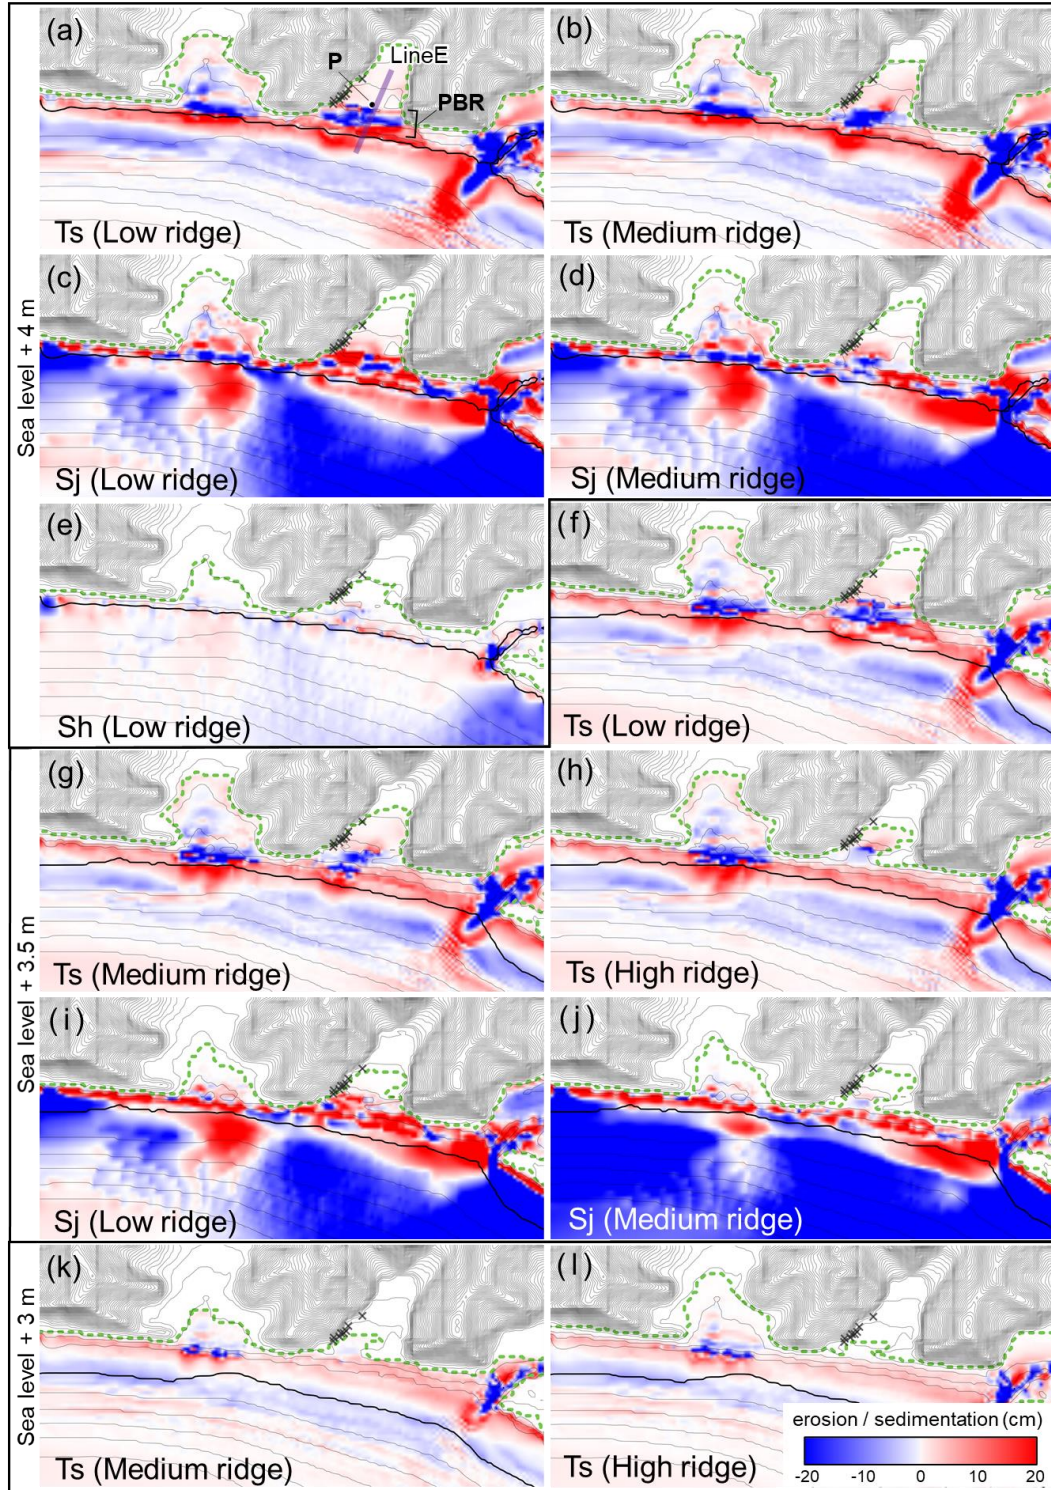 (a)
P
LineE
PBR
Ts (Low ridge)
(b)
Ts (Medium ridge)
Sea level + 4 m
(c)
Sj (Low ridge)
(d)
Sj (Medium ridge)
(e)
Sh (Low ridge)
(f)
Ts (Low ridge)
Sea level + 3.5 m
(g)
Ts (Medium ridge)
(h)
Ts (High ridge)
(i)
Sj (Low ridge)
(j)
Sj (Medium ridge)
Sea level + 3 m
(k)
Ts (Medium ridge)
(l)
Ts (High ridge)
erosion / sedimentation (cm)
-20 -10 0 10 20